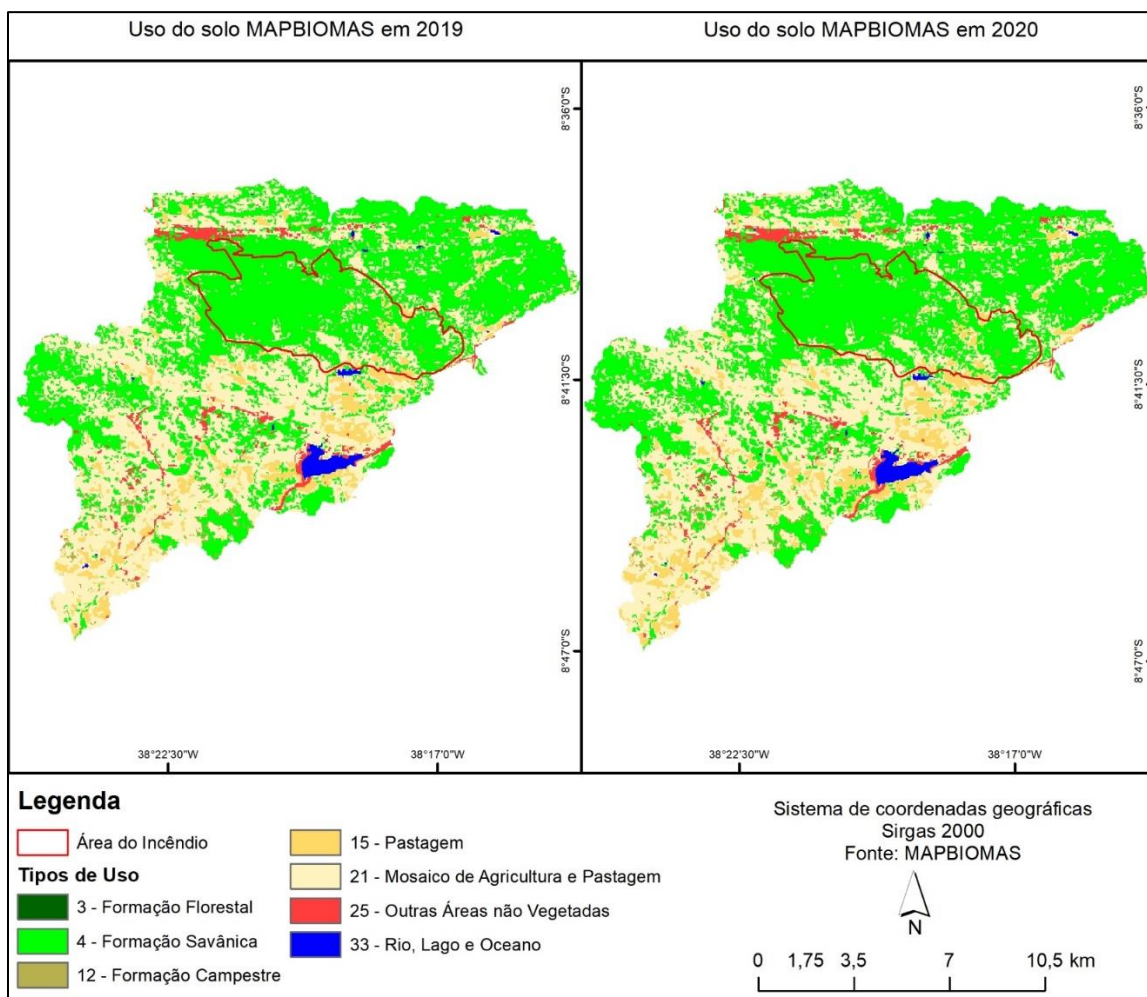 Uso do solo MAPBIOMAS em 2019
Uso do solo MAPBIOMAS em 2020
8°36'0"S
8°41'30"S
8°47'0"S
38°22'30"W
38°17'0"W
8°36'0"S
8°41'30"S
8°47'0"S
38°22'30"W
38°17'0"W
Legenda
Área do Incêndio
Tipos de Uso
3 - Formação Florestal
4 - Formação Savânica
12 - Formação Campestre
15 - Pastagem
21 - Mosaico de Agricultura e Pastagem
25 - Outras Áreas não Vegetadas
33 - Rio, Lago e Oceano
Sistema de coordenadas geográficas
Sirgas 2000
Fonte: MAPBIOMAS
N
0 1,75 3,5 7 10,5 km